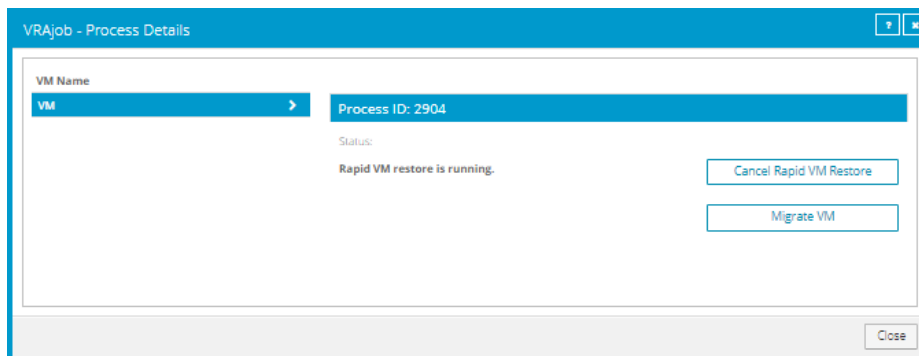 VRAjob - Process Details
?
VM Name
VM
Process ID: 2904
Status:
Rapid VM restore is running.
Cancel Rapid VM Restore
Migrate VM
Close